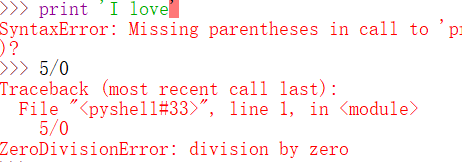 >>> print 'I love'
SyntaxError: Missing parentheses in call to 'pr
)?
>>> 5/0
Traceback (most recent call last):
  File "<pyshell#33>", line 1, in <module>
    5/0
ZeroDivisionError: division by zero